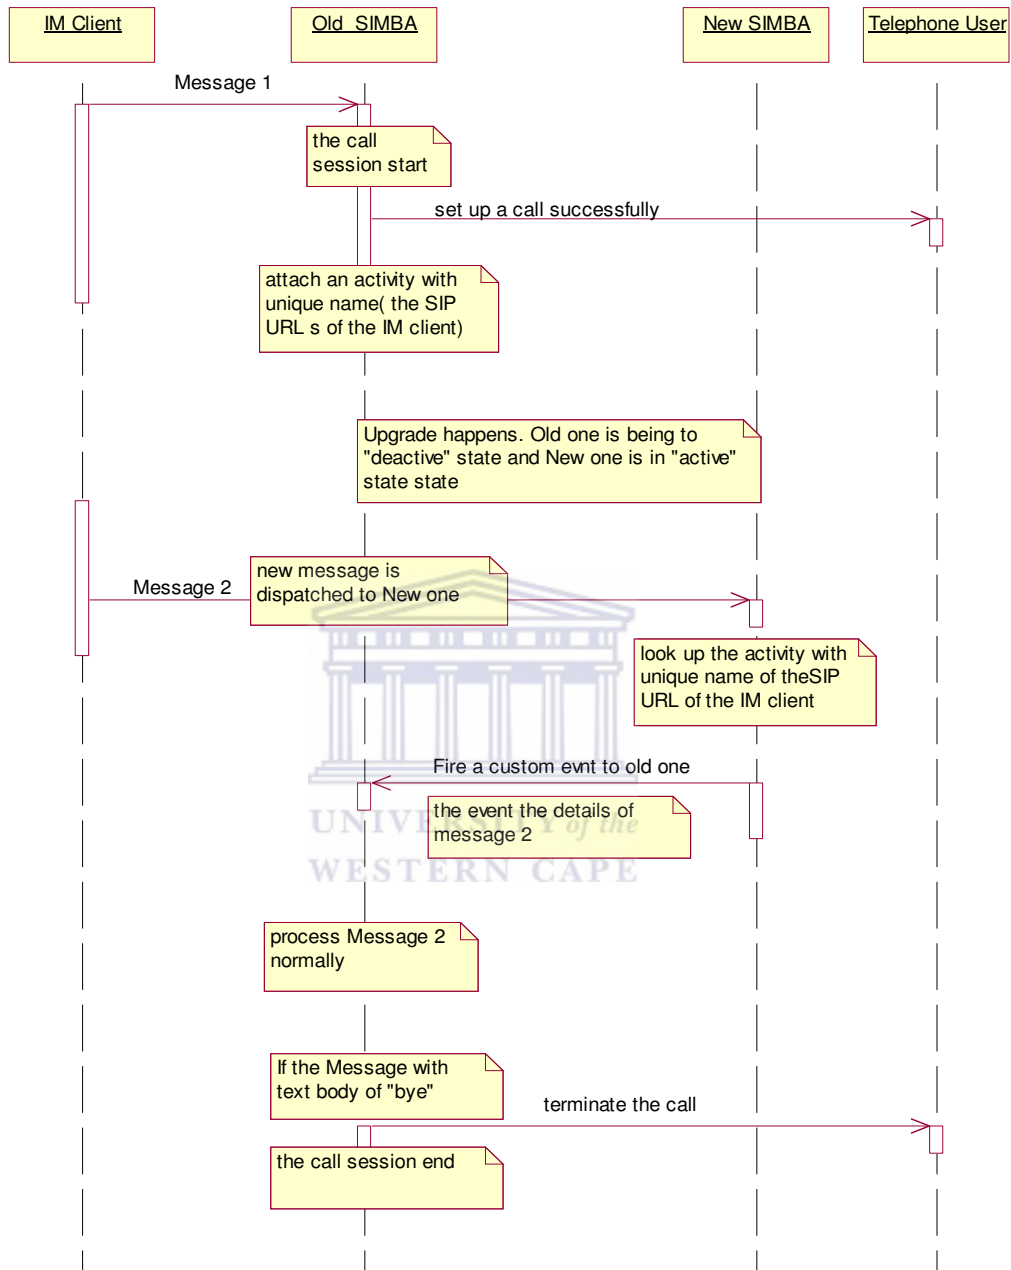 IM Client
Old SIMBA
New SIMBA
Telephone User
Message 1
the call
session start
set up a call successfully
attach an activity with
unique name( the SIP
URL s of the IM client)
Upgrade happens. Old one is being to
"deactive" state and New one is in "active"
state state
new message is
dispatched to New one
Message 2
look up the activity with
unique name of theSIP
URL of the IM client
Fire a custom evnt to old one
the event the details of
message 2
UNIVERSITY of the
WESTERN CAPE
process Message 2
normally
If the Message with
text body of "bye"
terminate the call
the call session end